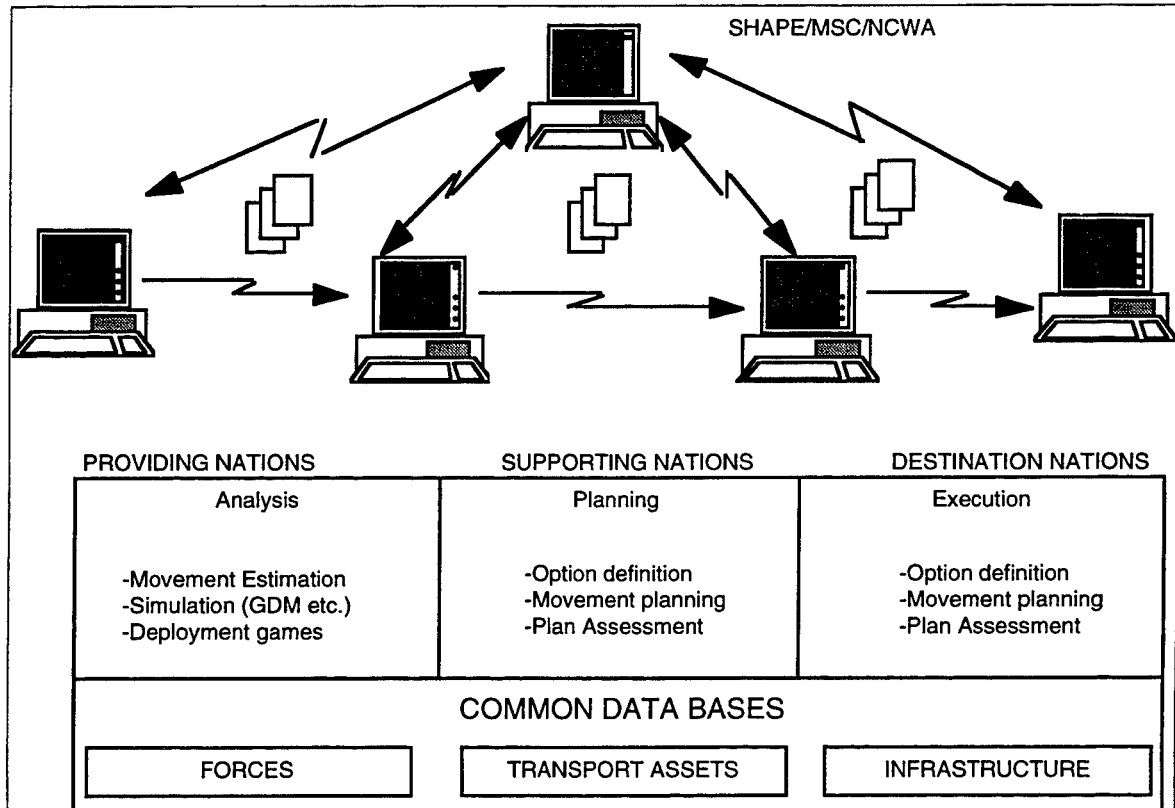 SHAPE/MSC/NCWA
PROVIDING NATIONS
SUPPORTING NATIONS
DESTINATION NATIONS
Analysis
-Movement Estimation
-Simulation (GDM etc.)
-Deployment games
Planning
-Option definition
-Movement planning
-Plan Assessment
Execution
-Option definition
-Movement planning
-Plan Assessment
COMMON DATA BASES
FORCES
TRANSPORT ASSETS
INFRASTRUCTURE